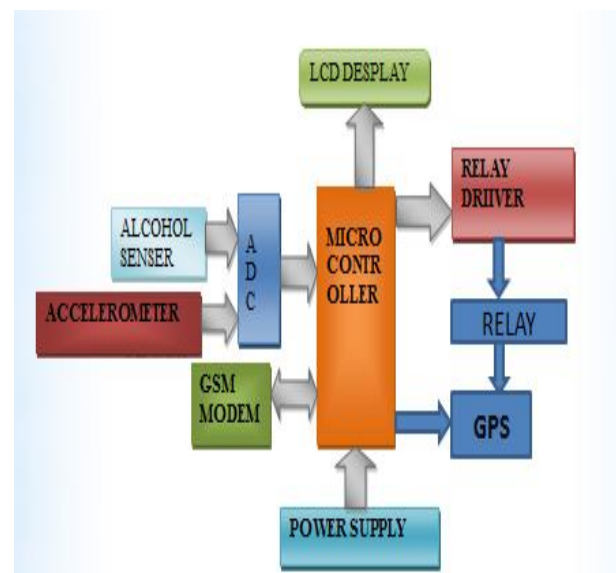 LCD DESPLAY
RELAY
DRIIVER
ALCOHOL
SENSER
A
D
C
MICRO
CONTR
OLLER
ACCELEROMETER
RELAY
GSM
MODEM
GPS
POWER SUPPLY